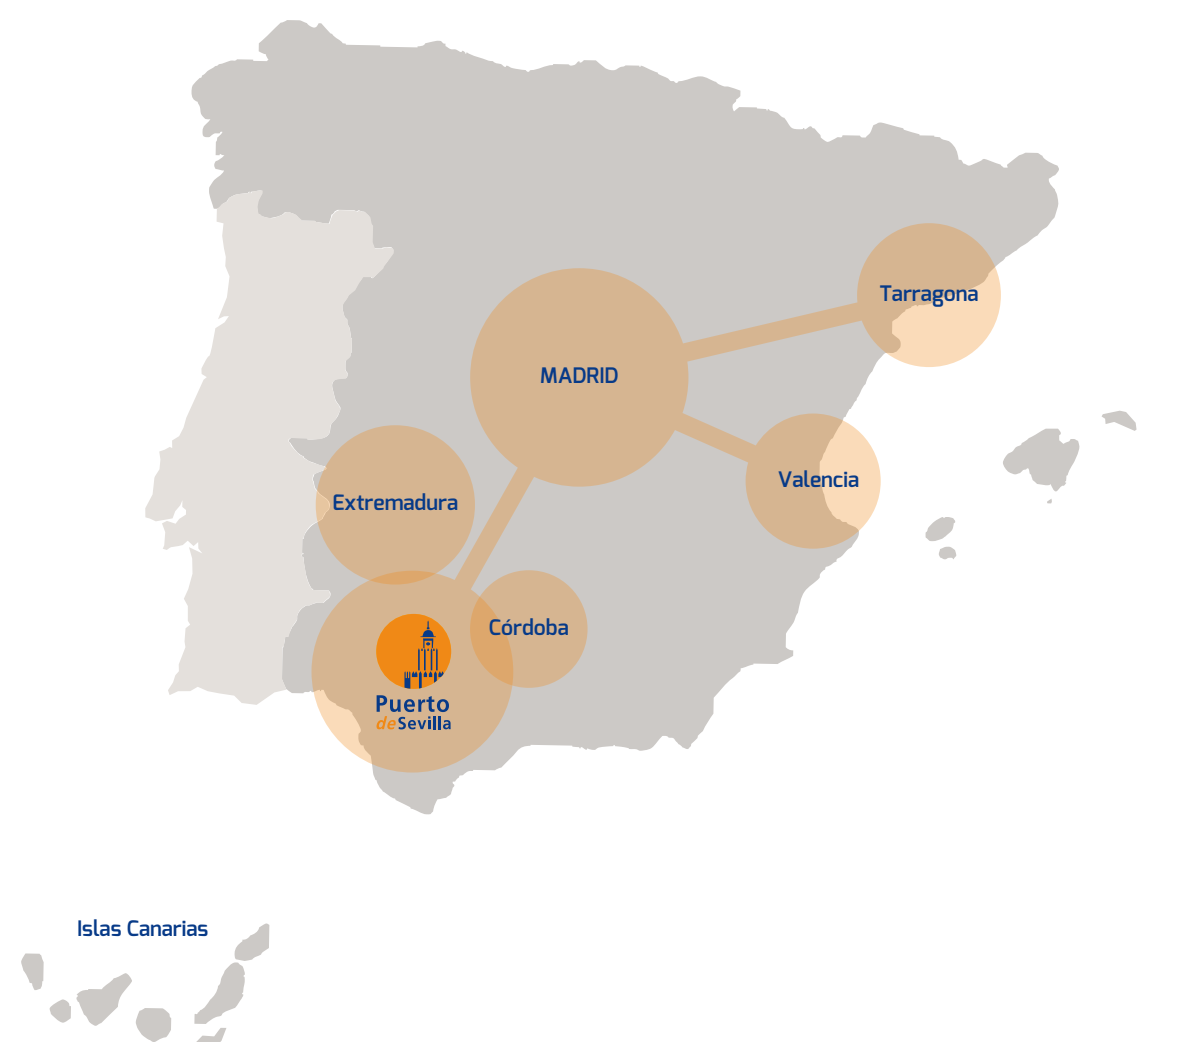 Tarragona
MADRID
Valencia
Extremadura
Córdoba
Puerto
de Sevilla
Islas Canarias